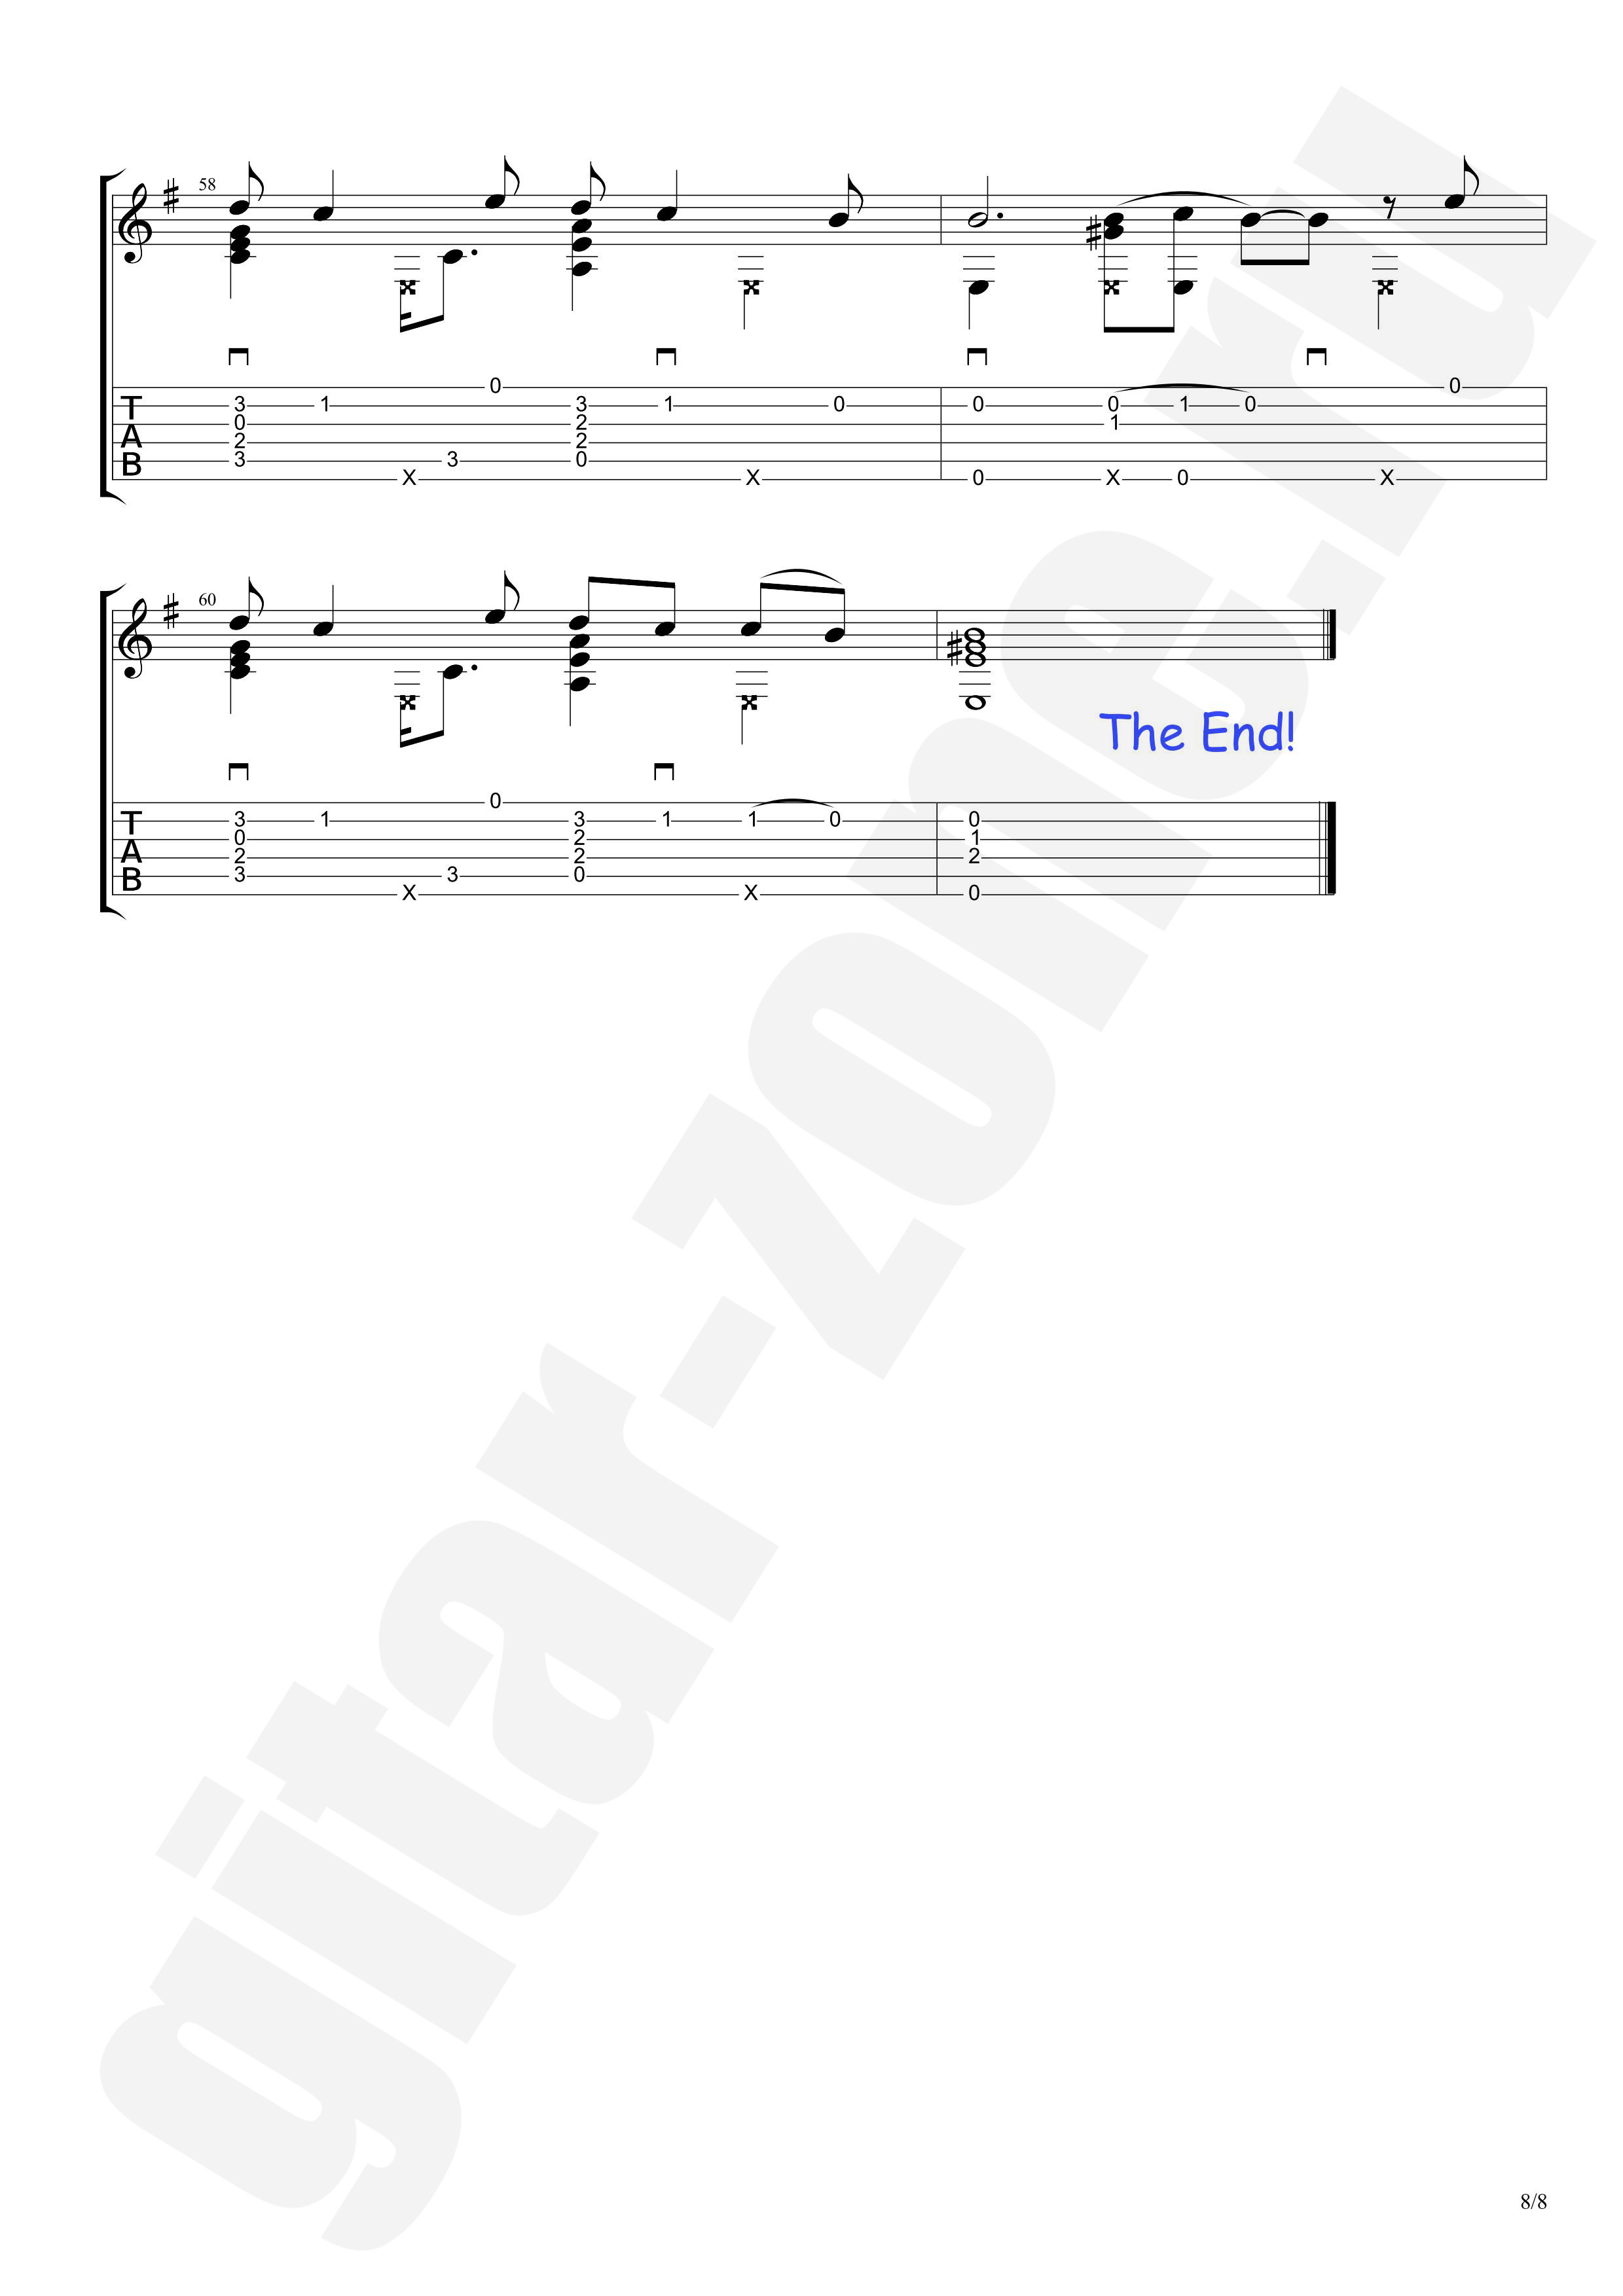 58
0
3 1 3 1 0 0 0 1 0 0
0 2 1
T A B
2 2
3 3 0
X X 0 X 0 X
60
0
3 1 3 1 1 0 0
0 2 1
T A B
2 2 2
3 3 0
X X 0
The End!
gitar-zone.ru
8/8